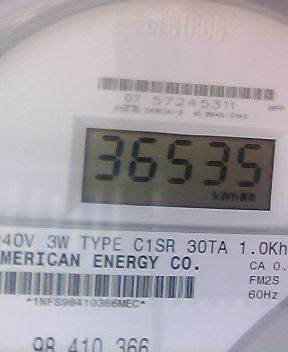 CENTRON
07 57245311
36535
kWh
240V 3W TYPE C1SR 30TA 1.0Kh
AMERICAN ENERGY CO.
CA 0.
FM2S
60Hz
*1NFS98410366MEC*
98 410 366